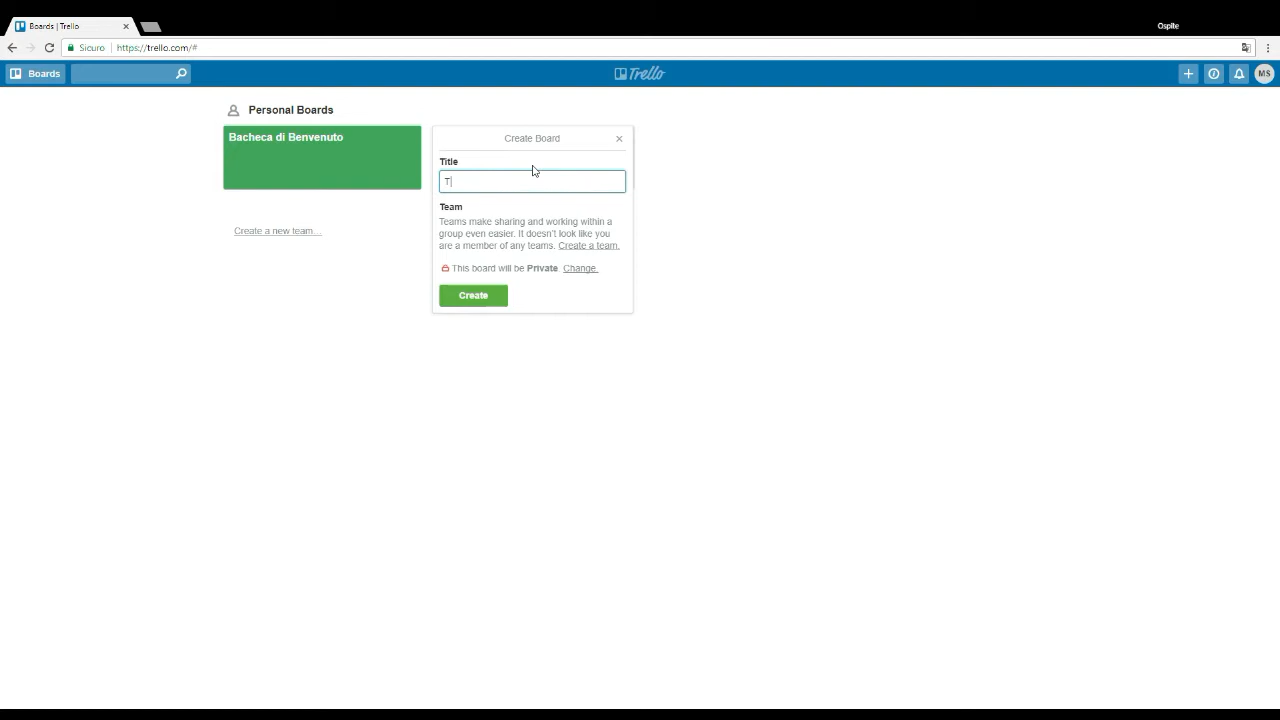 Boards | Trello
Ospite
Sicuro
https://trello.com/#
Boards
Trello
MS
Personal Boards
Bacheca di Benvenuto
Create Board
Title
T
Team
Teams make sharing and working within a
group even easier. It doesn't look like you
are a member of any teams. Create a team.
This board will be Private. Change.
Create
Create a new team…